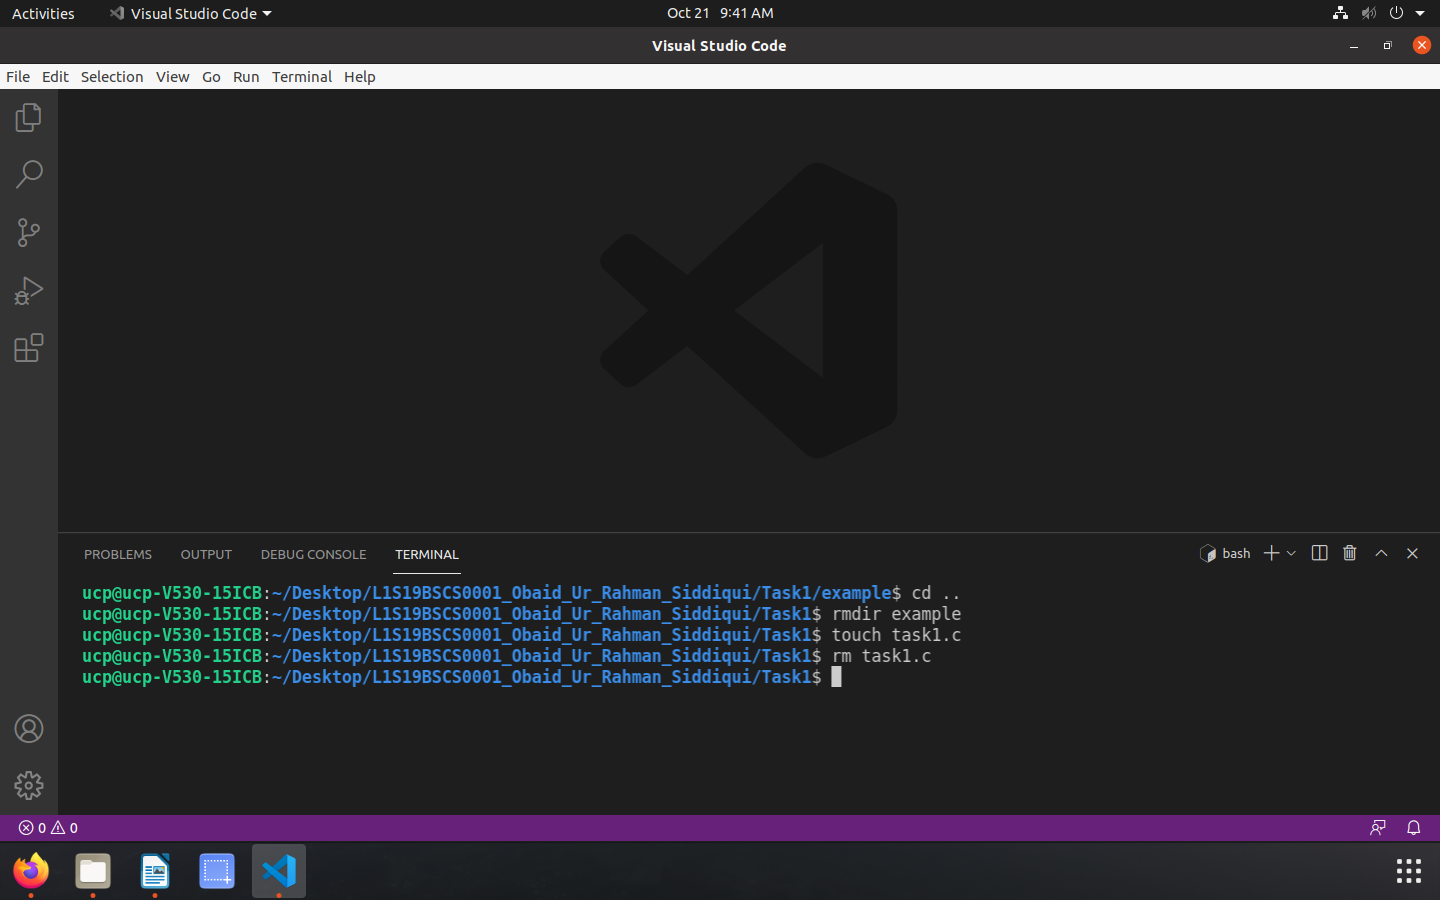 Activities Visual Studio Code Oct 21 9:41 AM
Visual Studio Code
File Edit Selection View Go Run Terminal Help
PROBLEMS OUTPUT DEBUG CONSOLE TERMINAL bash
ucp@ucp-V530-15ICB:~/Desktop/L1S19BSCS0001_Obaid_Ur_Rahman_Siddiqui/Task1/example$ cd ..
ucp@ucp-V530-15ICB:~/Desktop/L1S19BSCS0001_Obaid_Ur_Rahman_Siddiqui/Task1$ rmdir example
ucp@ucp-V530-15ICB:~/Desktop/L1S19BSCS0001_Obaid_Ur_Rahman_Siddiqui/Task1$ touch task1.c
ucp@ucp-V530-15ICB:~/Desktop/L1S19BSCS0001_Obaid_Ur_Rahman_Siddiqui/Task1$ rm task1.c
ucp@ucp-V530-15ICB:~/Desktop/L1S19BSCS0001_Obaid_Ur_Rahman_Siddiqui/Task1$
0 0